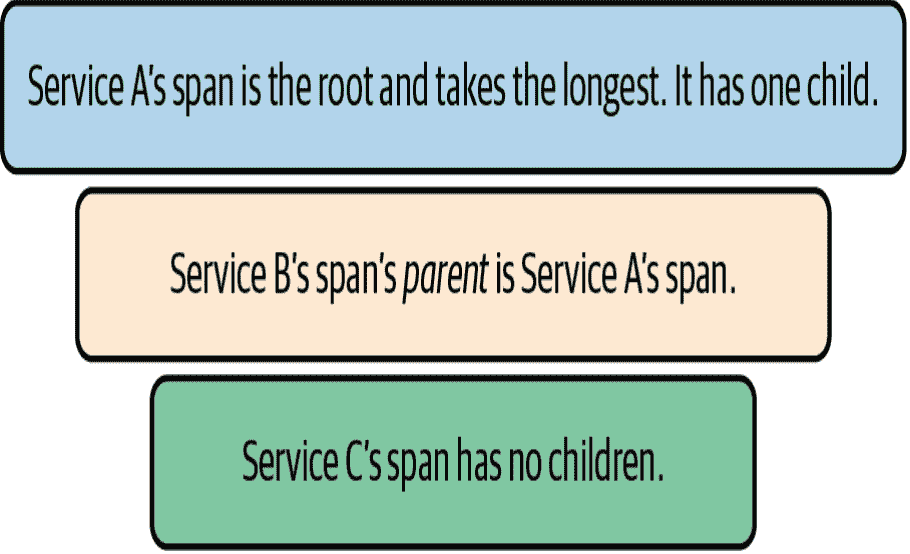 Service A’s span is the root and takes the longest. It has one child.
Service B’s span’s parent is Service A’s span.
Service C’s span has no children.